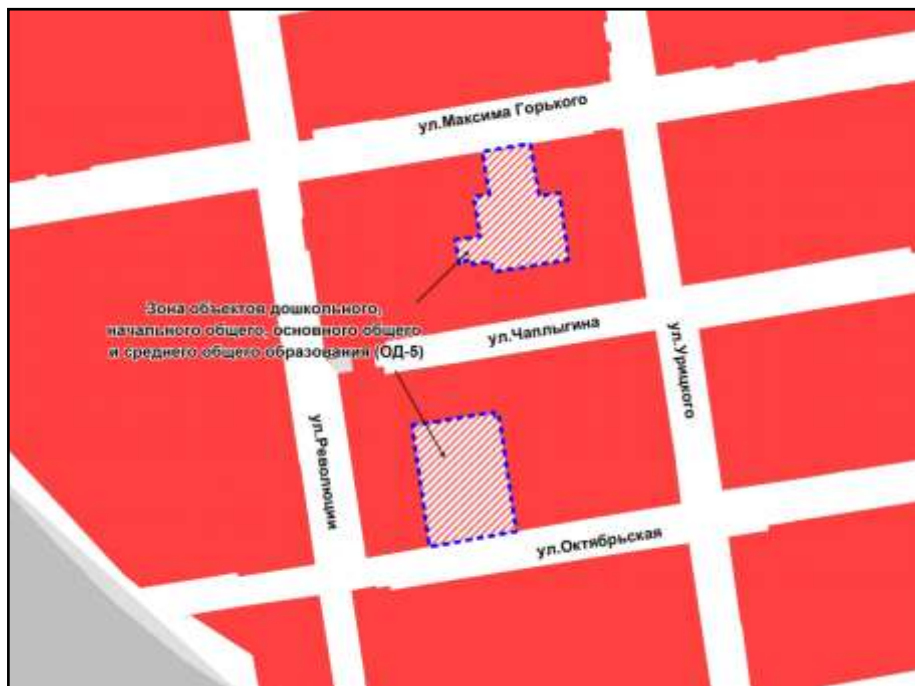 ул.Максима Горького
Зона объектов дошкольного,
начального общего, основного общего
и среднего общего образования (ОД-5)
ул.Чаплыгина
ул.Урицкого
ул.Революции
ул.Октябрьская